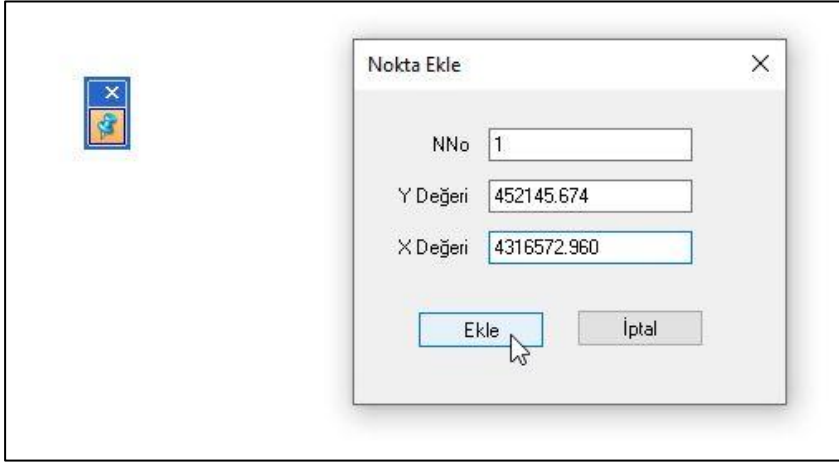 Nokta Ekle
NNo 1
Y Değeri 452145.674
X Değeri 4316572.960
Ekle İptal